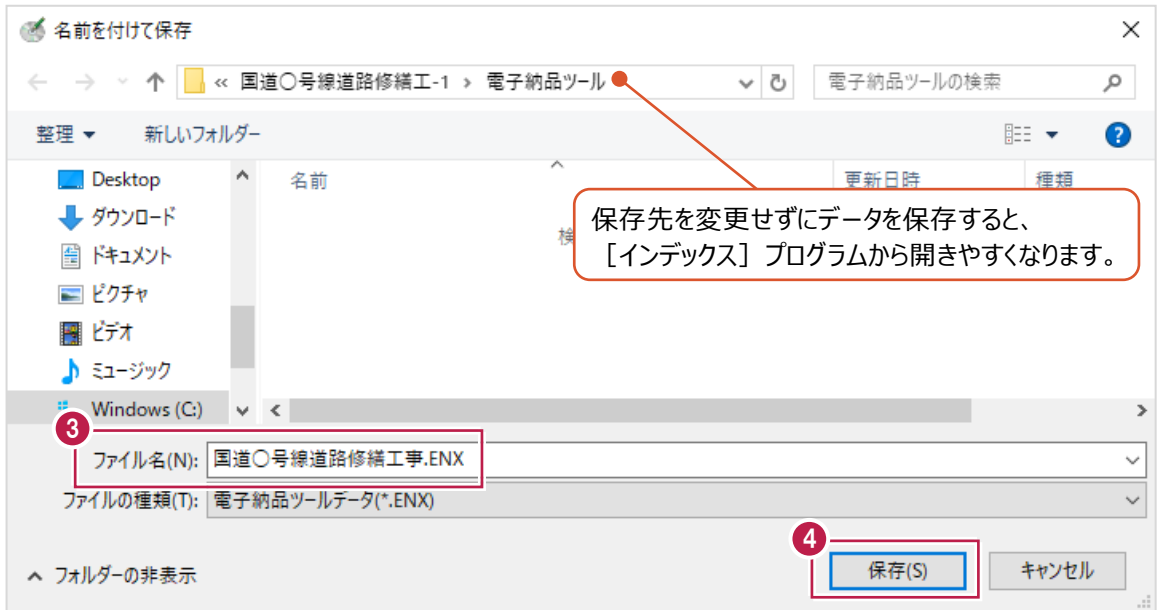 名前を付けて保存
« 国道〇号線道路修繕工-1 › 電子納品ツール
電子納品ツールの検索
整理
新しいフォルダー
?
Desktop
ダウンロード
ドキュメント
ピクチャ
ビデオ
ミュージック
Windows (C:)
名前
更新日時
種類
検
保存先を変更せずにデータを保存すると、
［インデックス］プログラムから開きやすくなります。
3
ファイル名(N): 国道〇号線道路修繕工事.ENX
ファイルの種類(T): 電子納品ツールデータ(*.ENX)
4
フォルダーの非表示
保存(S)
キャンセル